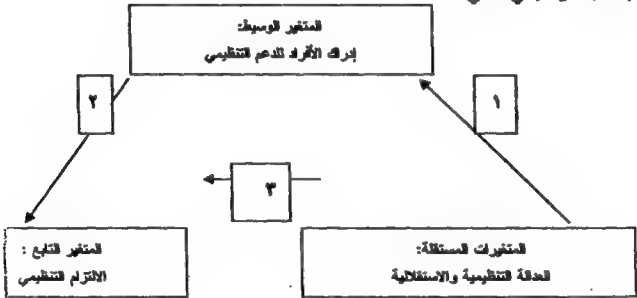 المتغير الوسيط:
إدراك الأفراد للدعم التنظيمي
٢
١
٣
المتغير التابع :
الالتزام التنظيمي
المتغيرات المستقلة:
العدالة التنظيمية والاستقلالية